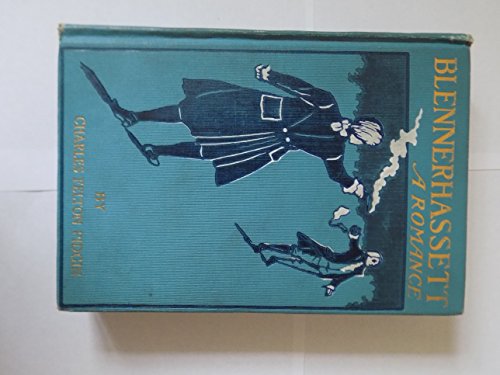 BLENNERHASSETT
A ROMANCE
BY
CHARLES FELTON PIDGIN